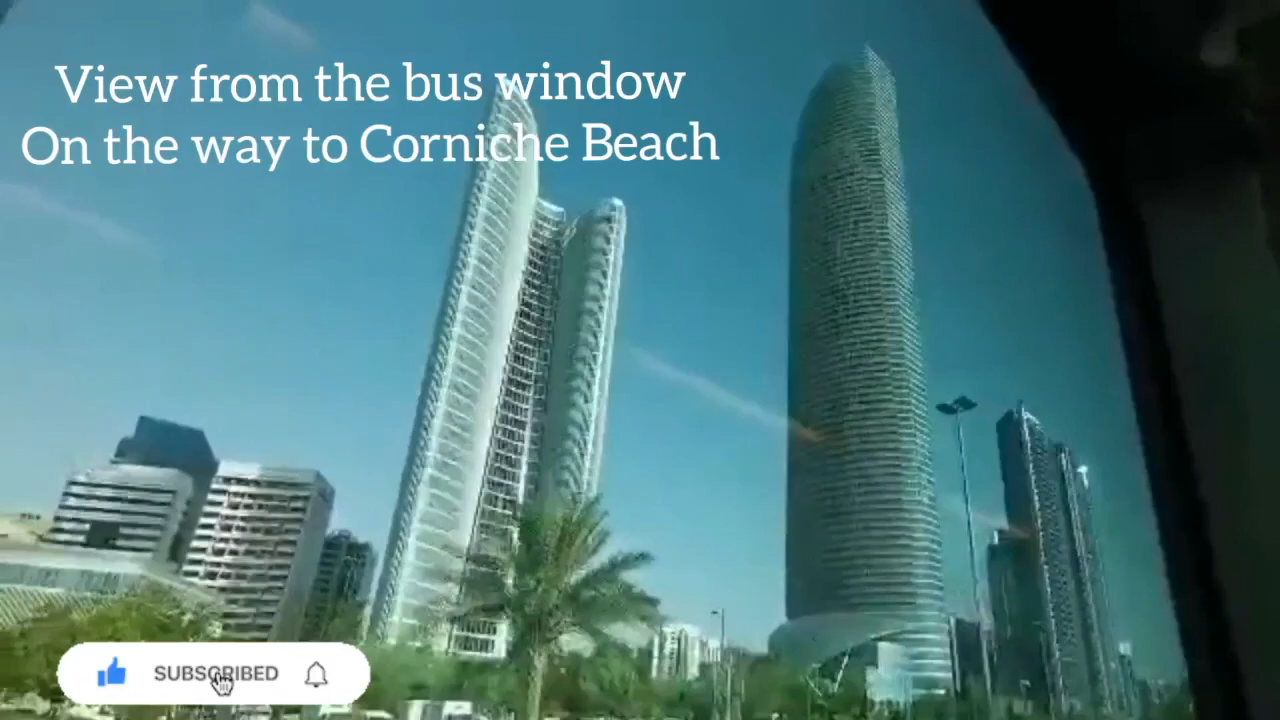 View from the bus window
On the way to Corniche Beach
SUBSCRIBED